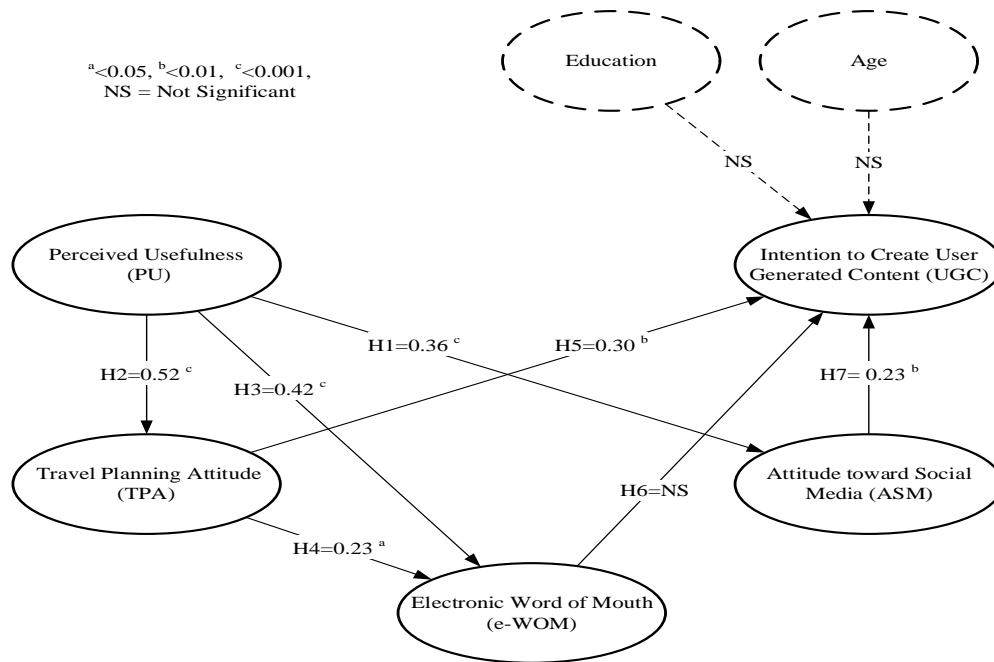 Education
Age
a<0.05, b<0.01, c<0.001,
NS = Not Significant
NS
NS
Perceived Usefulness
(PU)
Intention to Create User
Generated Content (UGC)
H1=0.36 c
H5=0.30 b
H2=0.52 c
H3=0.42 c
H7= 0.23 b
Travel Planning Attitude
(TPA)
Attitude toward Social
Media (ASM)
H6=NS
H4=0.23 a
Electronic Word of Mouth
(e-WOM)